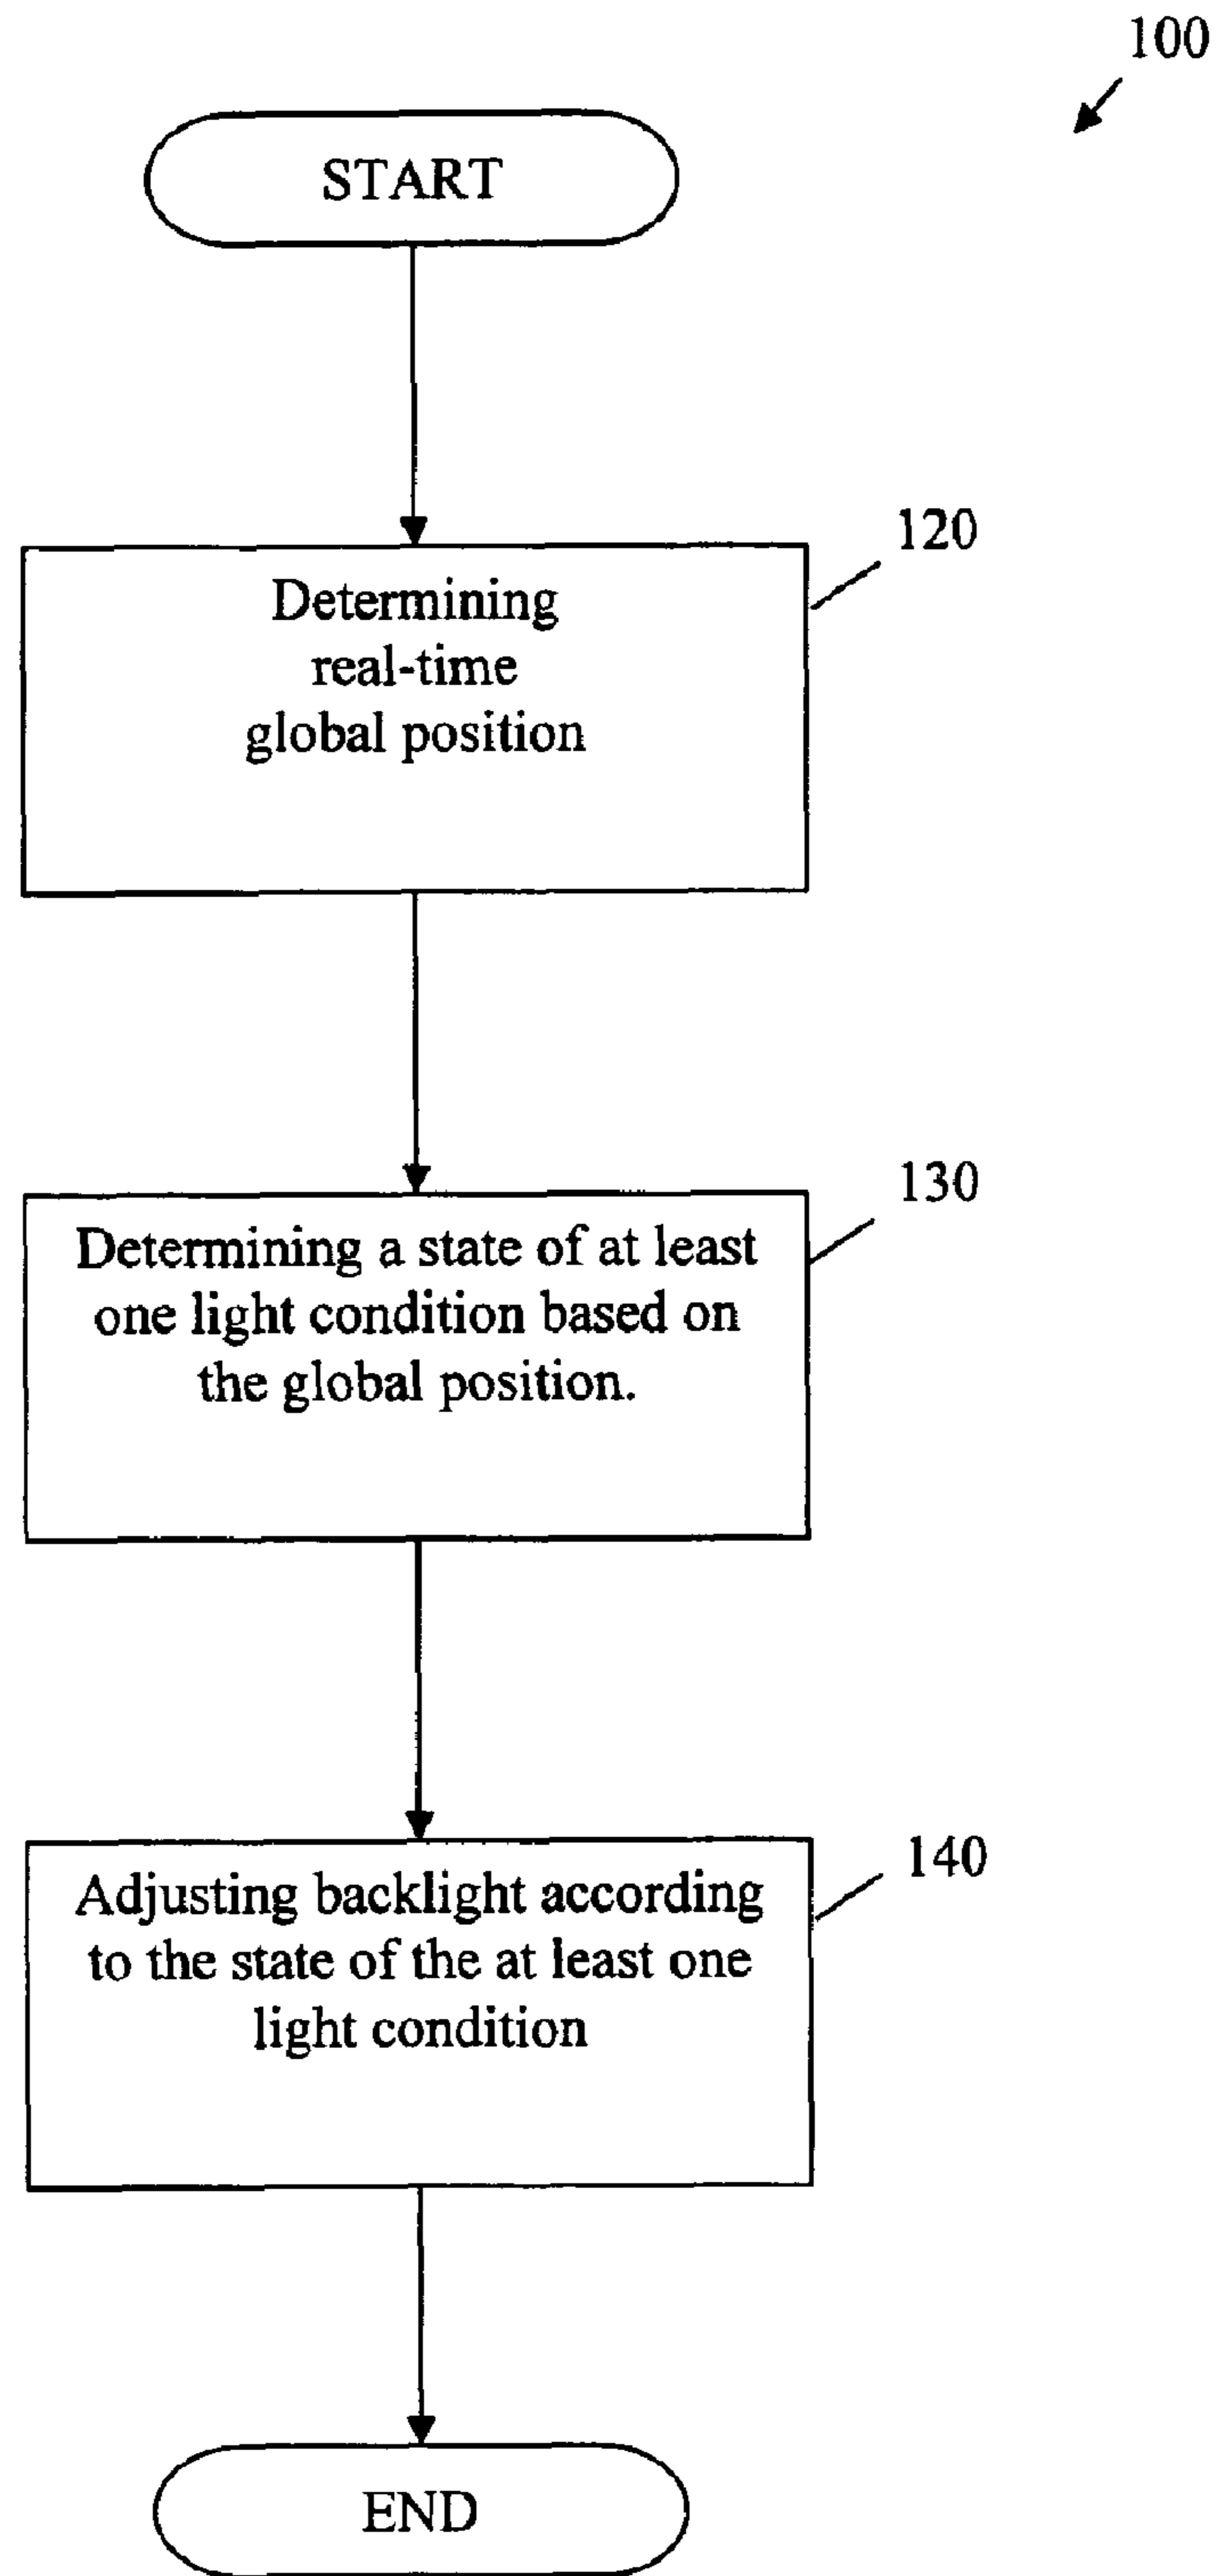 100
START
120
Determining
real-time
global position
130
Determining a state of at least
one light condition based on
the global position.
140
Adjusting backlight according
to the state of the at least one
light condition
END